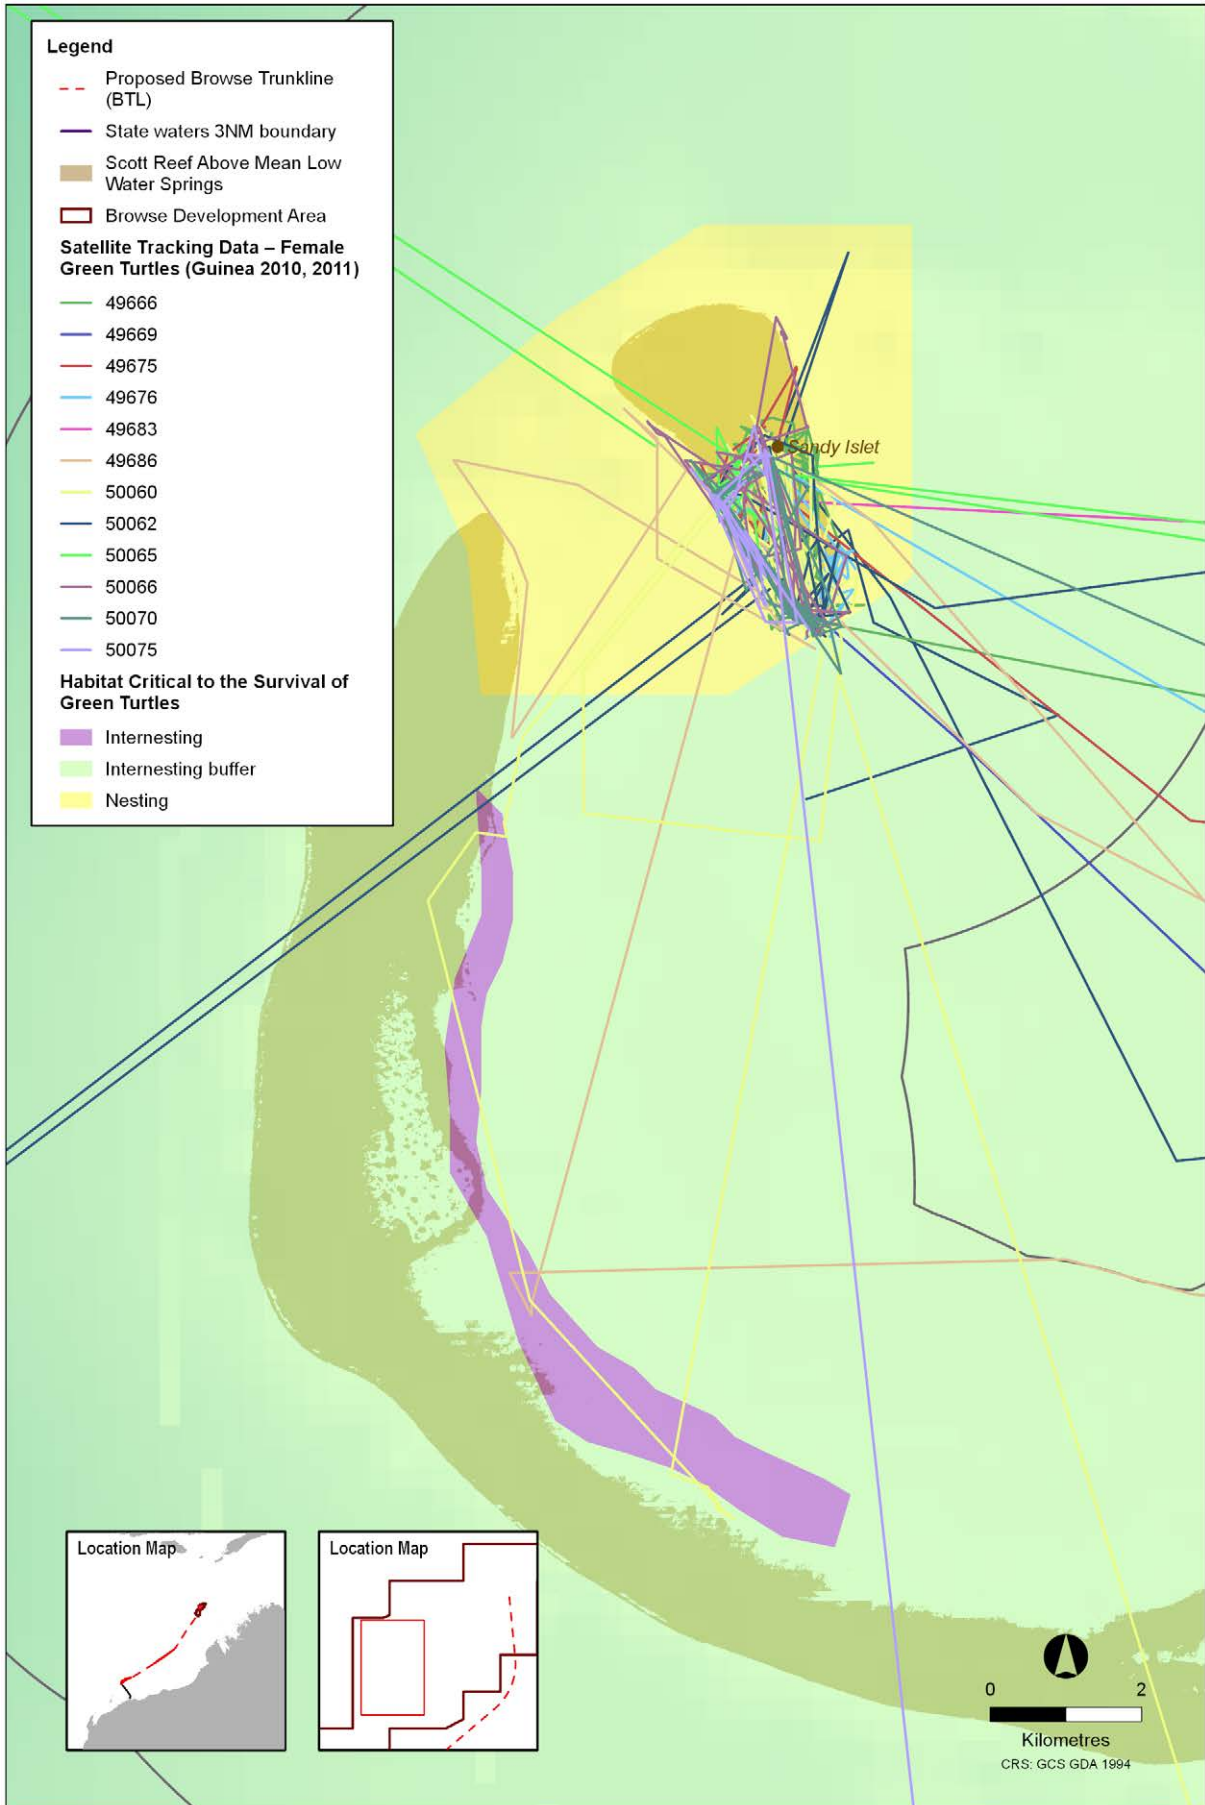 Legend
Proposed Browse Trunkline
(BTL)
State waters 3NM boundary
Scott Reef Above Mean Low
Water Springs
Browse Development Area
Satellite Tracking Data – Female
Green Turtles (Guinea 2010, 2011)
49666
49669
49675
49676
49683
49686
50060
50062
50065
50066
50070
50075
Habitat Critical to the Survival of
Green Turtles
Internesting
Internesting buffer
Nesting
Sandy Islet
Location Map
Location Map
0 2
Kilometres
CRS: GCS GDA 1994